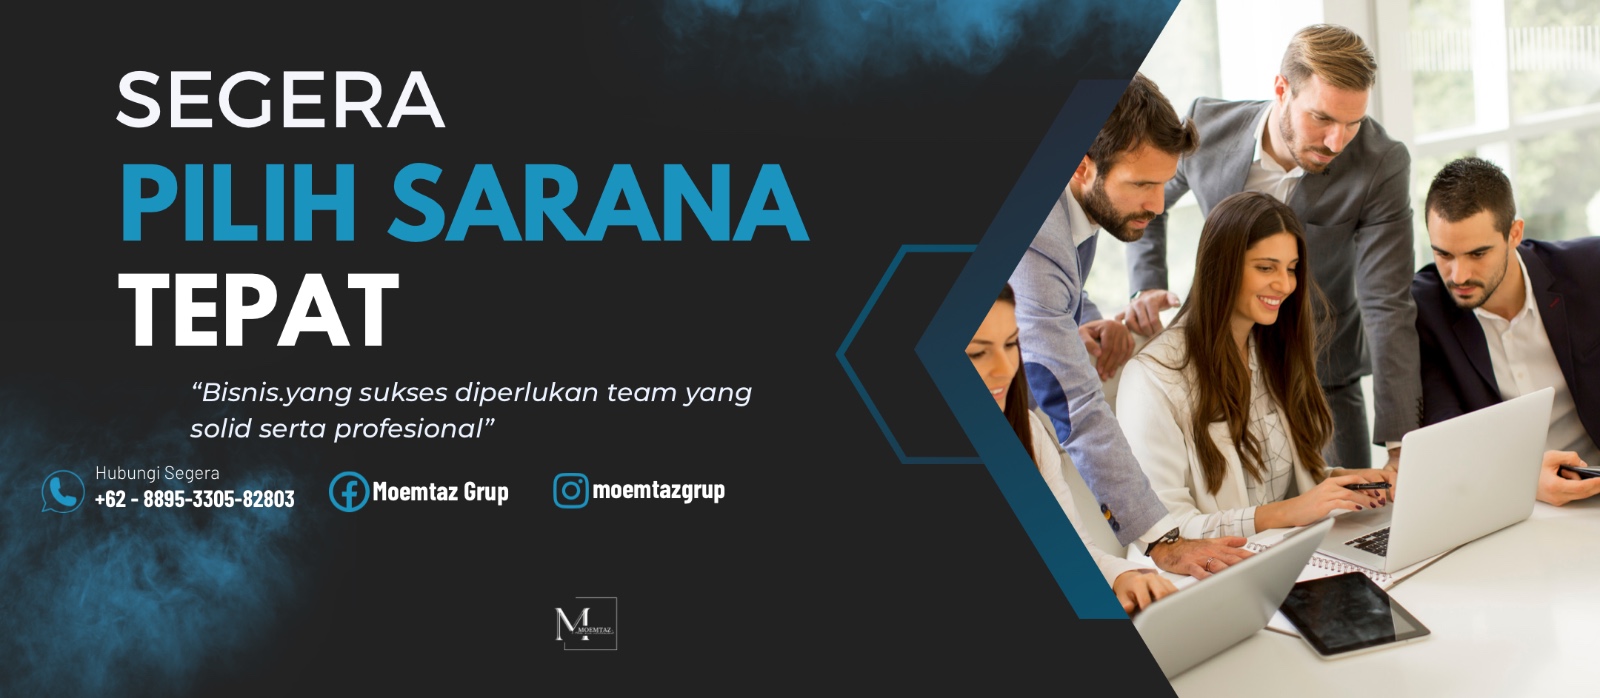 SEGERA
PILIH SARANA
TEPAT
“Bisnis.yang sukses diperlukan team yang
solid serta profesional”
Hubungi Segera
+62 - 8895-3305-82803
Moemtaz Grup
moemtazgrup
M
MOEMTAZ